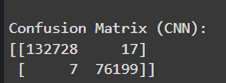 Confusion Matrix (CNN):
[[132728     17]
 [     7  76199]]